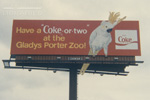 Have a "Coke-or-two"
at the
Gladys Porter Zoo!
Coke